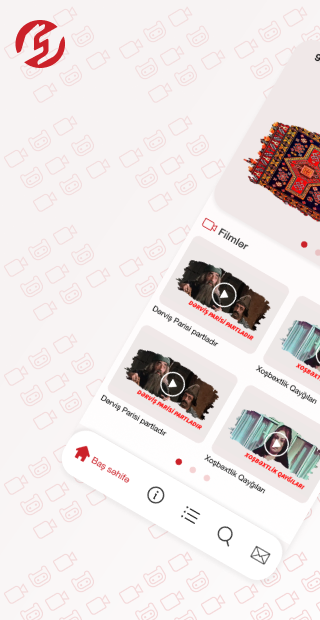 9
Filmlər
DƏRVİŞ PARİSİ PARTLADIR
Dərviş Parisi partladır
Xoşbəxtlik Qayğıları
DƏRVİŞ PARİSİ PARTLADIR
Dərviş Parisi partladır
XOŞBƏXTLİK QAYĞILARI
Xoşbəxtlik Qayğıları
Baş səhifə